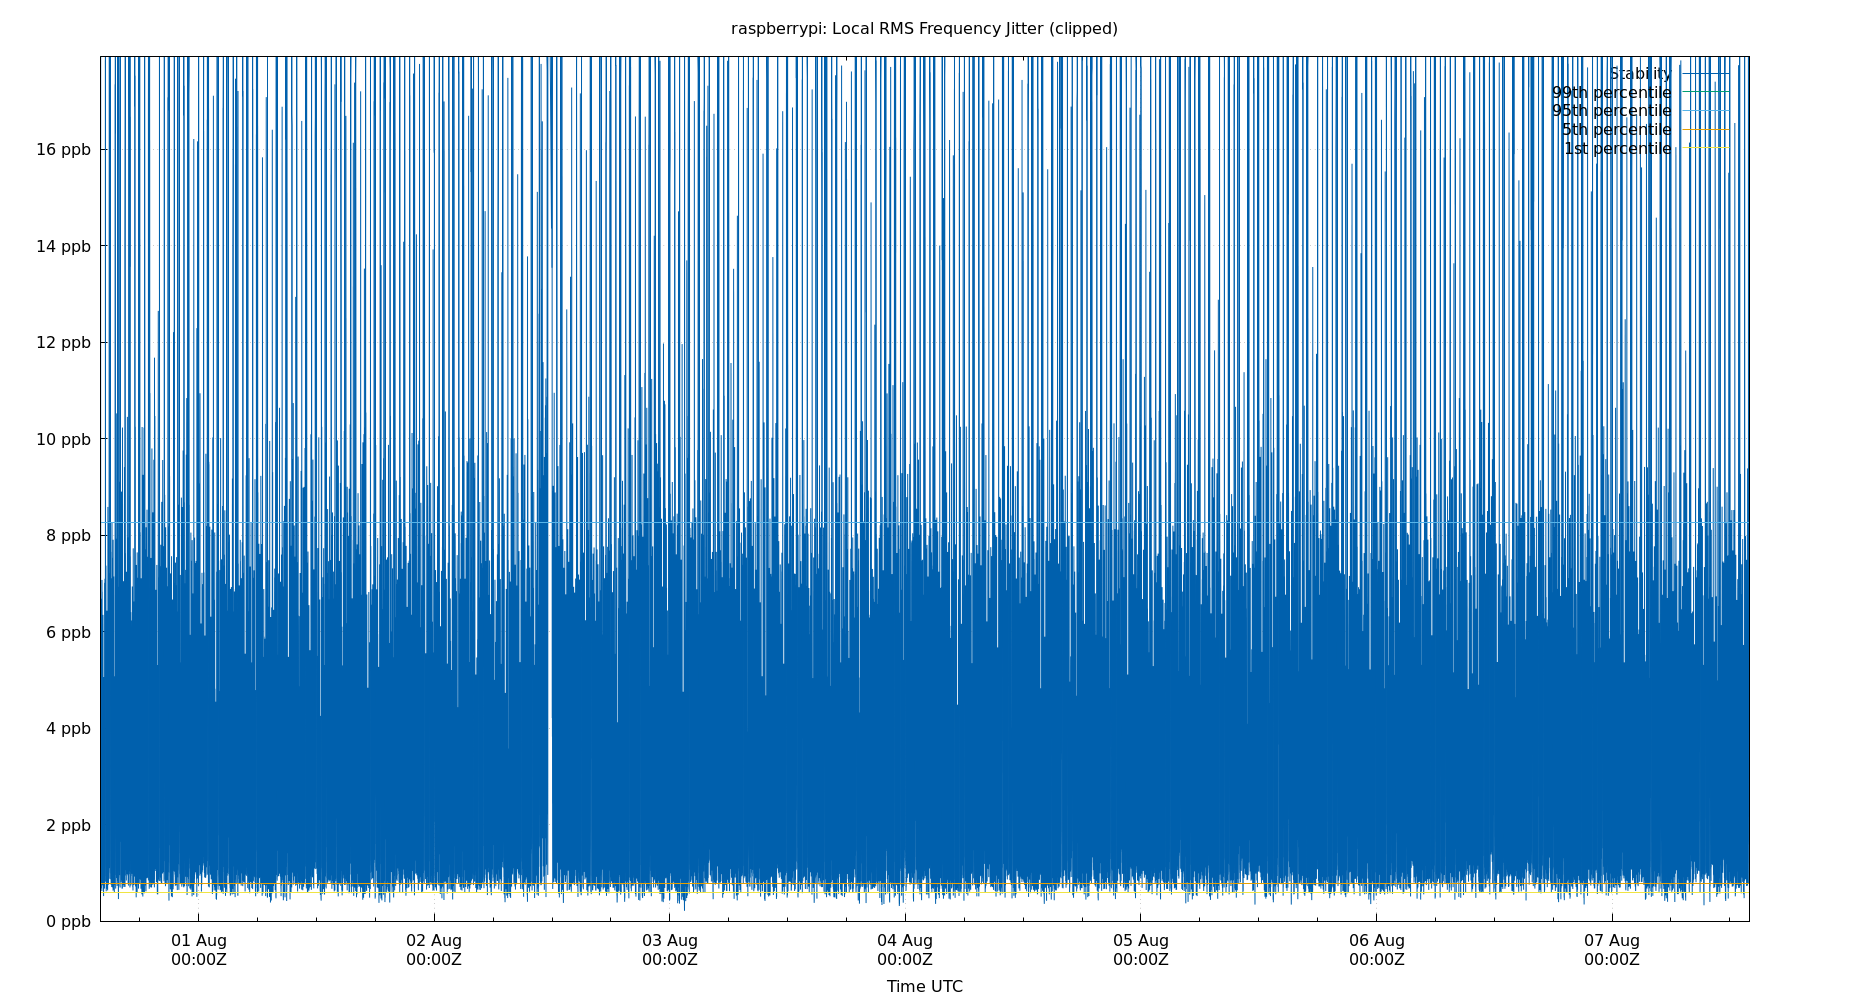 raspberrypi: Local RMS Frequency Jitter (clipped)
Stability
99th percentile
95th percentile
5th percentile
1st percentile
16 ppb
14 ppb
12 ppb
10 ppb
8 ppb
6 ppb
4 ppb
2 ppb
0 ppb
01 Aug 02 Aug 03 Aug 04 Aug 05 Aug 06 Aug 07 Aug
00:00Z 00:00Z 00:00Z 00:00Z 00:00Z 00:00Z 00:00Z
Time UTC